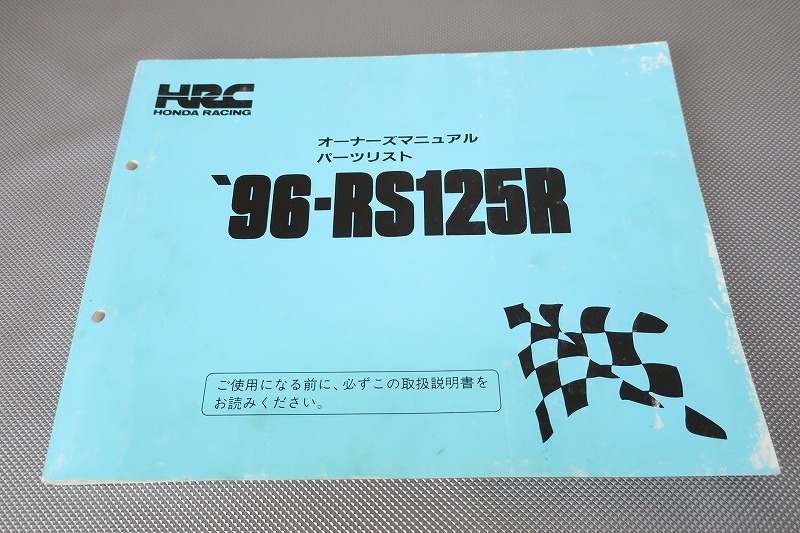 HRC
HONDA RACING
オーナーズマニュアル
パーツリスト
`96-RS125R
ご使用になる前に、必ずこの取扱説明書を
お読みください。